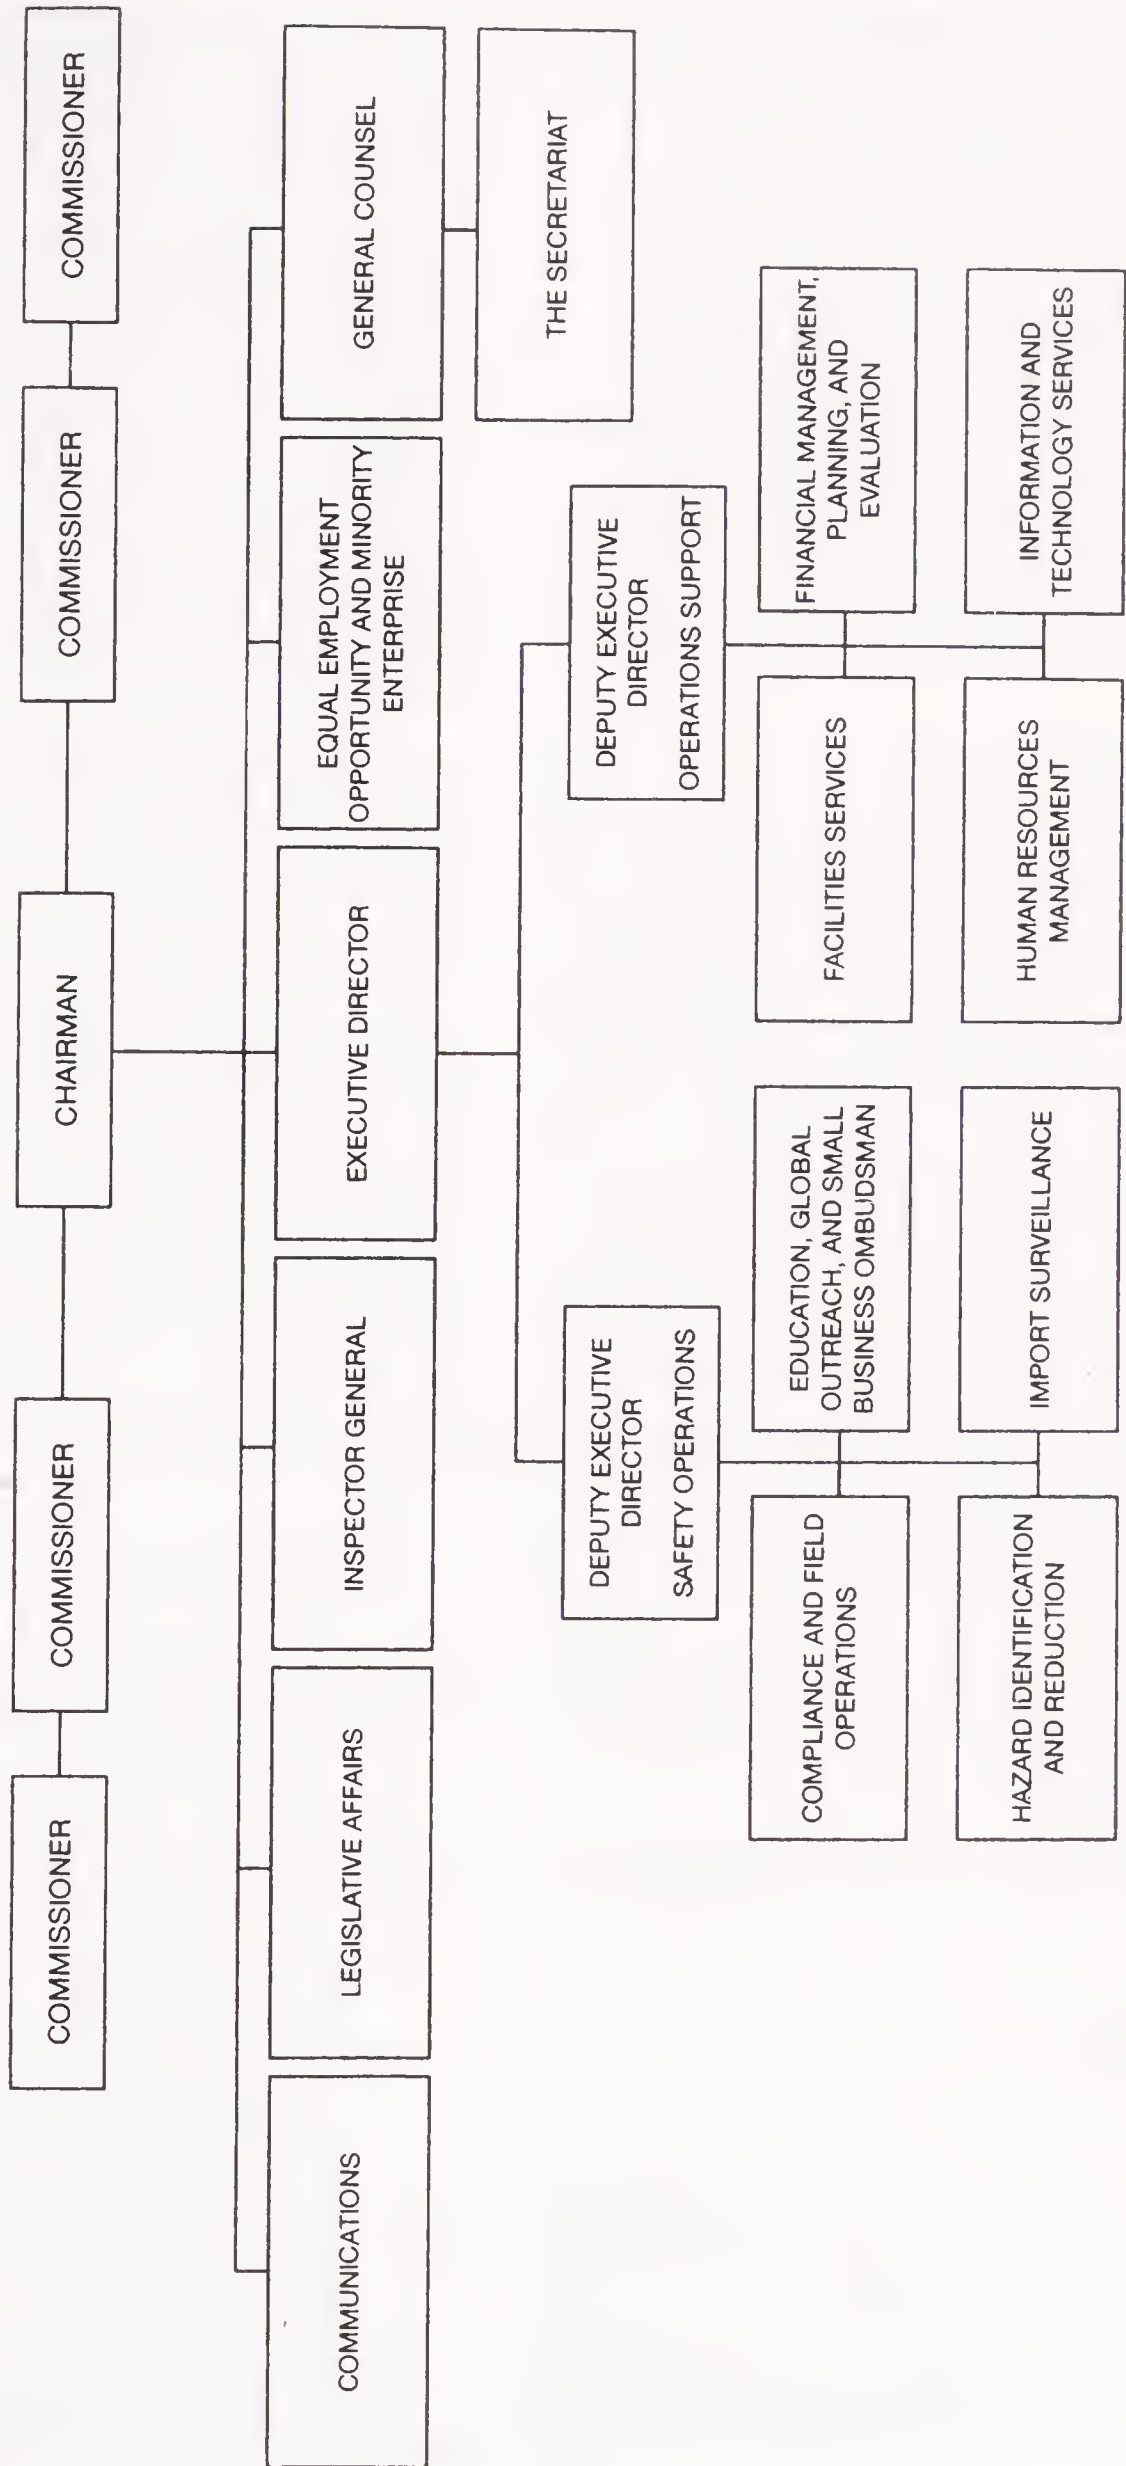 COMMISSIONER
COMMISSIONER
CHAIRMAN
COMMISSIONER
COMMISSIONER
COMMUNICATIONS
LEGISLATIVE AFFAIRS
INSPECTOR GENERAL
EXECUTIVE DIRECTOR
EQUAL EMPLOYMENT
OPPORTUNITY AND MINORITY
ENTERPRISE
GENERAL COUNSEL
THE SECRETARIAT
DEPUTY EXECUTIVE
DIRECTOR
SAFETY OPERATIONS
DEPUTY EXECUTIVE
DIRECTOR
OPERATIONS SUPPORT
COMPLIANCE AND FIELD
OPERATIONS
EDUCATION, GLOBAL
OUTREACH, AND SMALL
BUSINESS OMBUDSMAN
FACILITIES SERVICES
FINANCIAL MANAGEMENT,
PLANNING, AND
EVALUATION
HAZARD IDENTIFICATION
AND REDUCTION
IMPORT SURVEILLANCE
HUMAN RESOURCES
MANAGEMENT
INFORMATION AND
TECHNOLOGY SERVICES